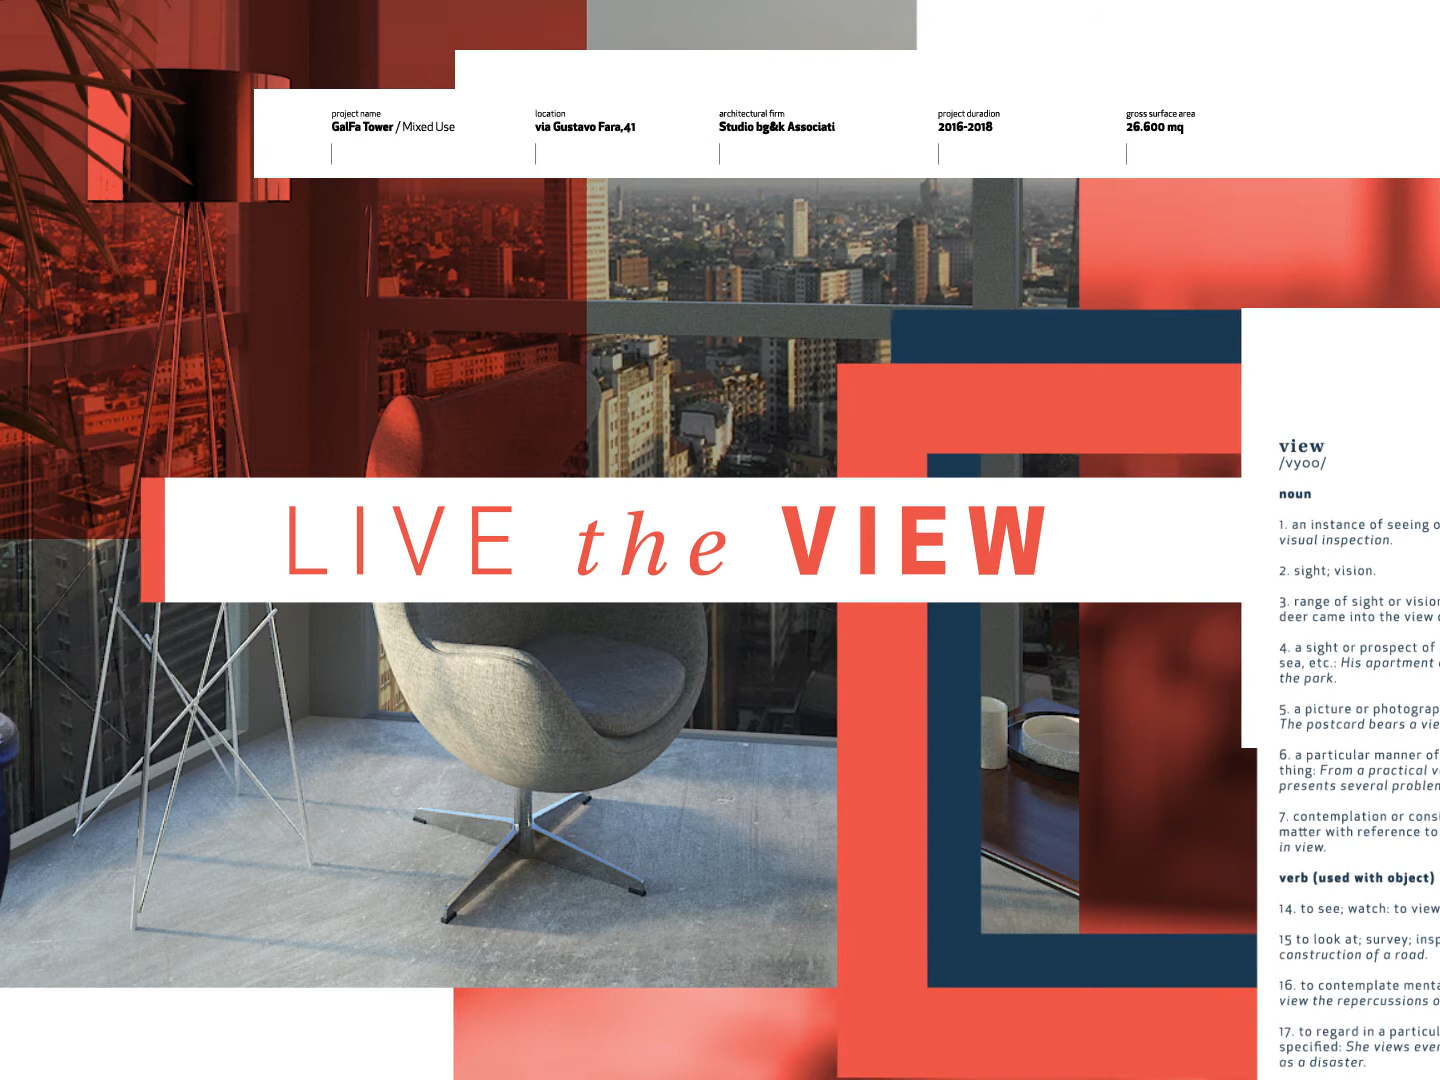 project name
GalFa Tower / Mixed Use
location
via Gustavo Fara,41
architectural firm
Studio bg&k Associati
project duradion
2016-2018
gross surface area
26.600 mq
LIVE the VIEW
view
/vyoo/
noun
1. an instance of seeing
visual inspection.
2. sight; vision.
3. range of sight or
deer came into the view
4. a sight or prospect of
sea, etc.: His apartment
the park.
5. a picture or
The postcard bears a
6. a particular manner of
thing: From a practical
presents several
7. contemplation or
matter with reference to
in view.
verb (used with object)
14. to see; watch: to view
15 to look at; survey;
construction of a road.
16. to contemplate
view the repercussions
17. to regard in a
specified: She views
as a disaster.